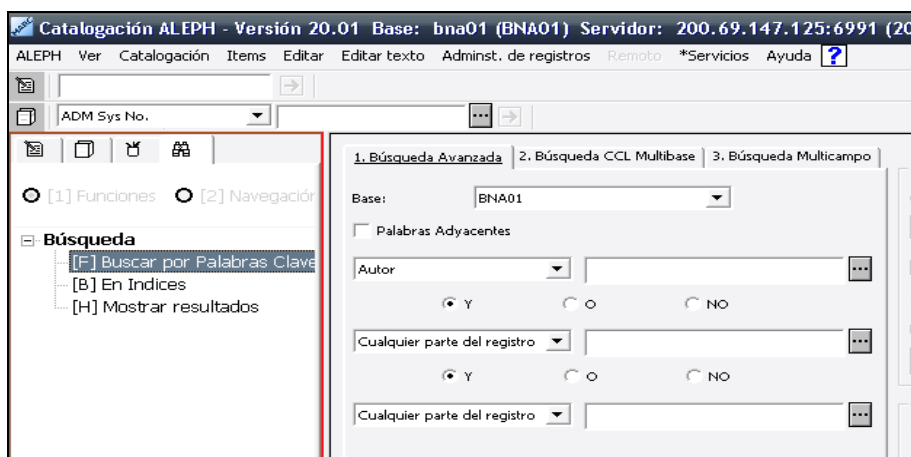 Catalogación ALEPH - Versión 20.01 Base: bna01 (BNA01) Servidor: 200.69.147.125:6991 (20
ALEPH Ver Catalogación Items Editar Editar texto Adminst. de registros Remoto *Servicios Ayuda ?
ADM Sys No.
1. Búsqueda Avanzada 2. Búsqueda CCL Multibase 3. Búsqueda Multicampo
[1] Funciones [2] Navegación
Base: BNA01
Palabras Adyacentes
Búsqueda
[F] Buscar por Palabras Clave
[B] En Indices
[H] Mostrar resultados
Autor
Y O NO
Cualquier parte del registro
Y O NO
Cualquier parte del registro